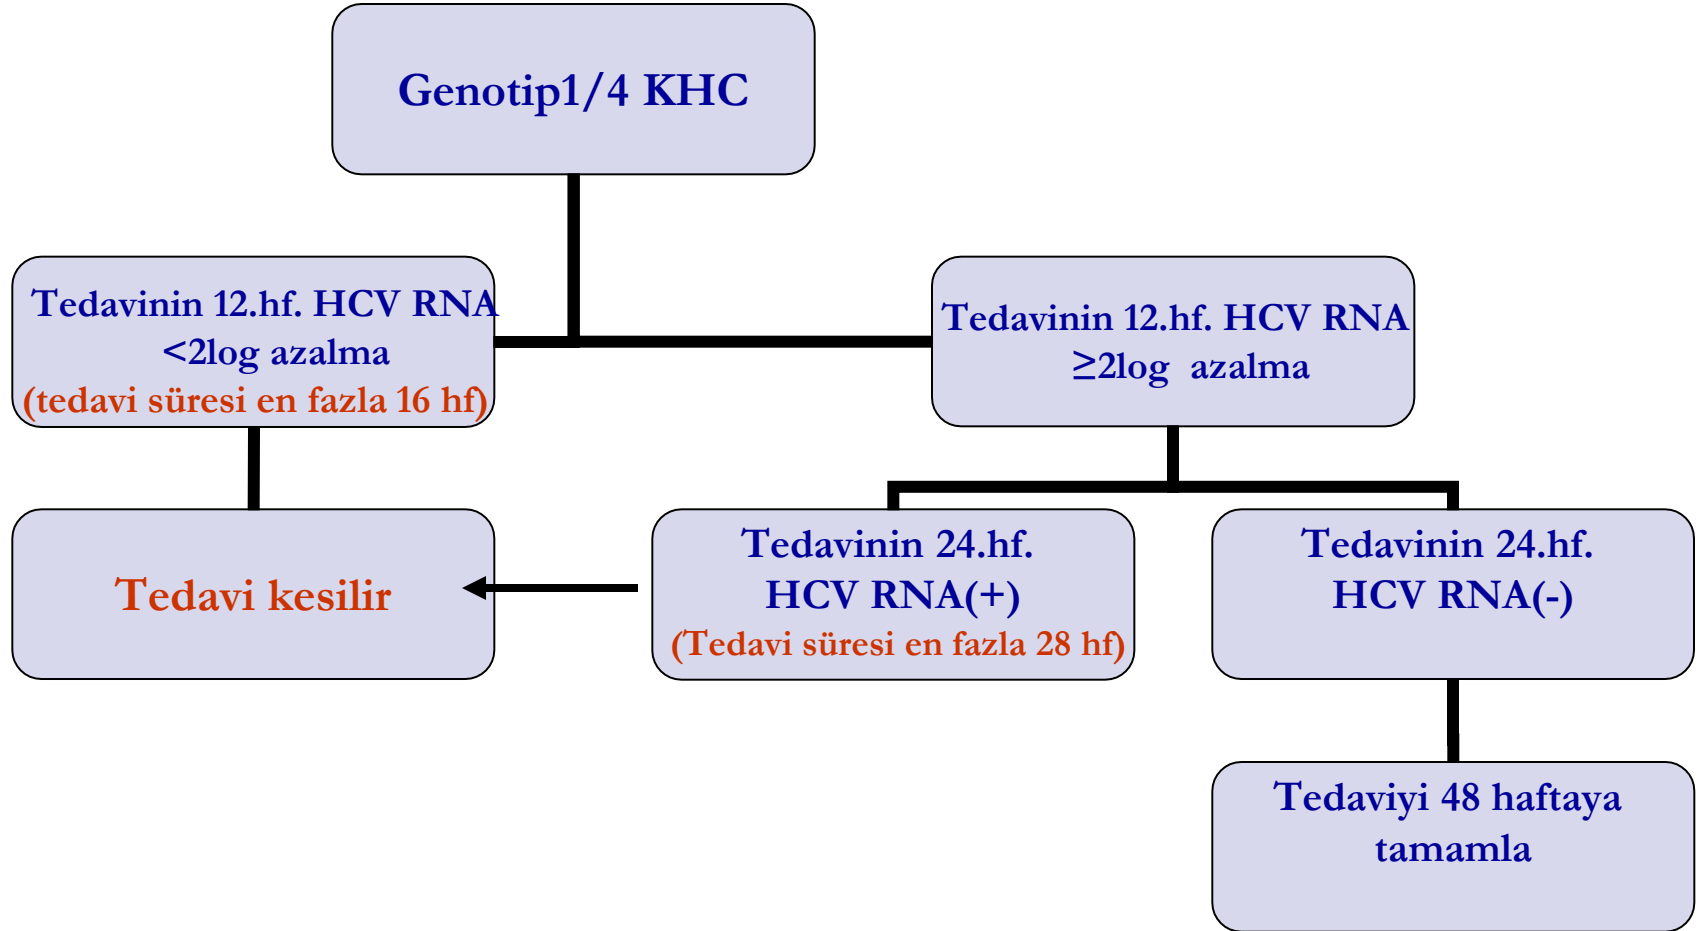 Genotip1/4 KHC
Tedavinin 12.hf. HCV RNA
<2log azalma
(tedavi süresi en fazla 16 hf)
Tedavinin 12.hf. HCV RNA
≥2log azalma
Tedavi kesilir
Tedavinin 24.hf.
HCV RNA(+)
(Tedavi süresi en fazla 28 hf)
Tedavinin 24.hf.
HCV RNA(-)
Tedaviyi 48 haftaya
tamamla